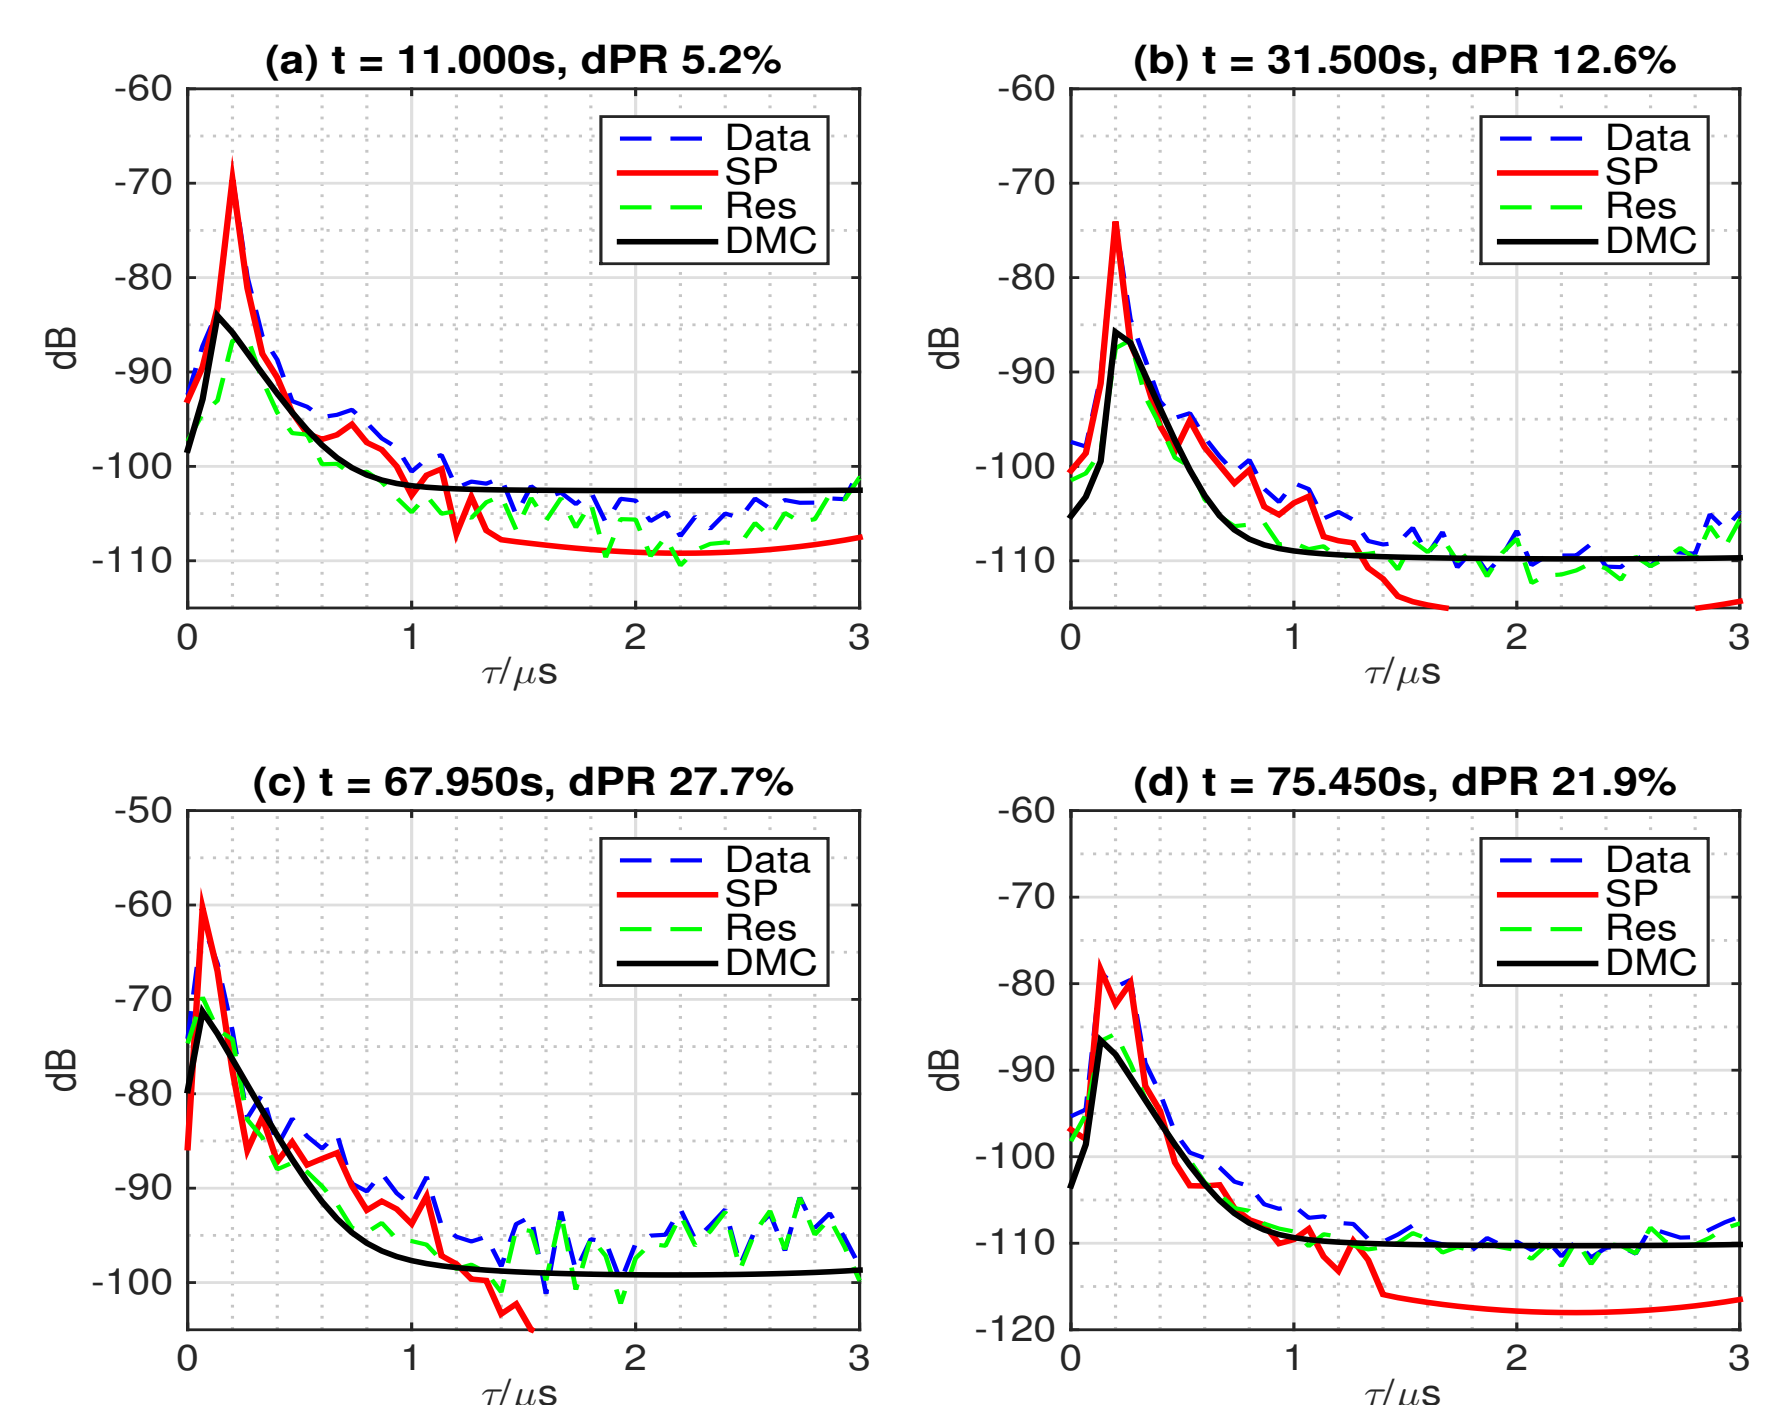 (a) t = 11.000s, dPR 5.2%
-60
-70
-80
-90
-100
-110
dB
Data
SP
Res
DMC
0 1 2 3
τ/μs
(b) t = 31.500s, dPR 12.6%
-60
-70
-80
-90
-100
-110
dB
Data
SP
Res
DMC
0 1 2 3
τ/μs
(c) t = 67.950s, dPR 27.7%
-50
-60
-70
-80
-90
-100
dB
Data
SP
Res
DMC
0 1 2 3
τ/μs
(d) t = 75.450s, dPR 21.9%
-60
-70
-80
-90
-100
-110
-120
dB
Data
SP
Res
DMC
0 1 2 3
τ/μs